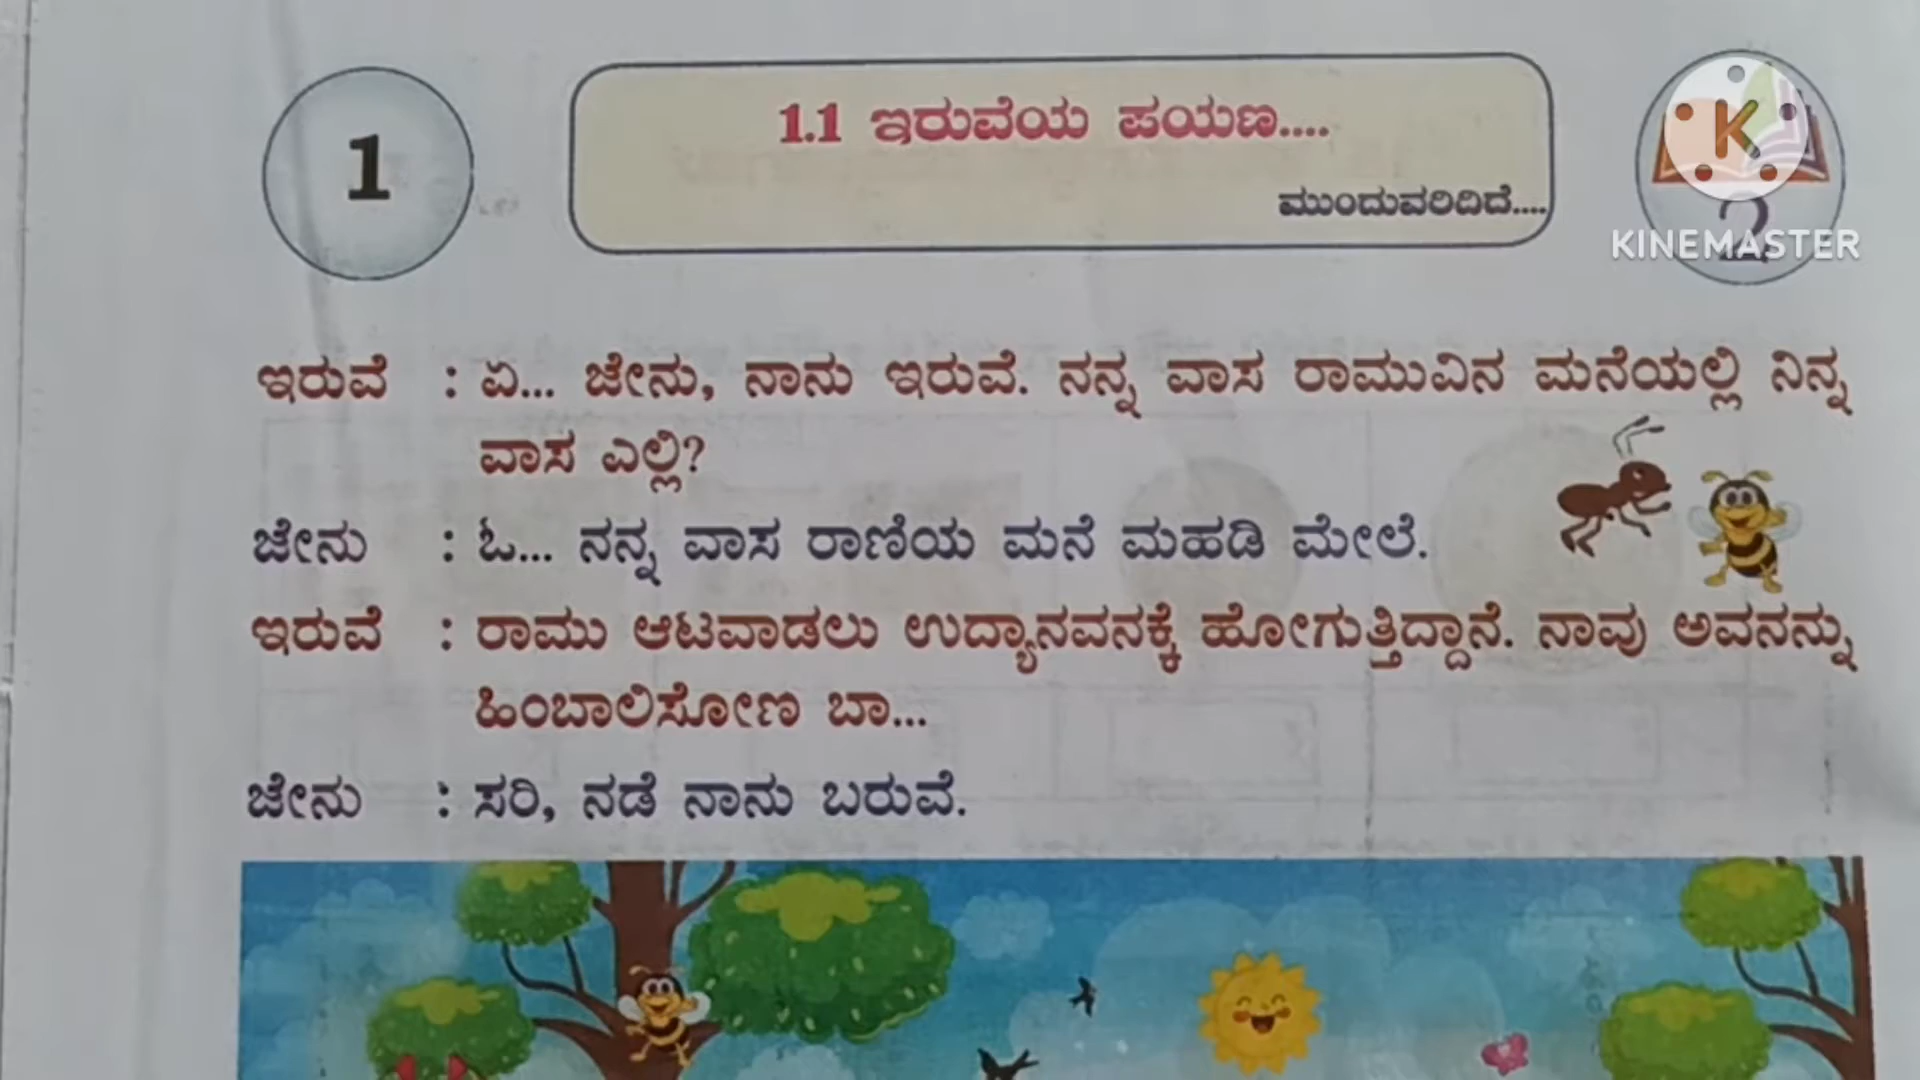 1
1.1 ಇರುವೆಯ ಪಯಣ....
ಮುಂದುವರಿದಿದೆ....
K
2
KINEMASTER
ಇರುವೆ : ಏ... ಜೇನು, ನಾನು ಇರುವೆ. ನನ್ನ ವಾಸ ರಾಮುವಿನ ಮನೆಯಲ್ಲಿ ನಿನ್ನ
ವಾಸ ಎಲ್ಲಿ?
ಜೇನು : ಓ... ನನ್ನ ವಾಸ ರಾಣಿಯ ಮನೆ ಮಹಡಿ ಮೇಲೆ.
ಇರುವೆ : ರಾಮು ಆಟವಾಡಲು ಉದ್ಯಾನವನಕ್ಕೆ ಹೋಗುತ್ತಿದ್ದಾನೆ. ನಾವು ಅವನನ್ನು
ಹಿಂಬಾಲಿಸೋಣ ಬಾ...
ಜೇನು : ಸರಿ, ನಡೆ ನಾನು ಬರುವೆ.